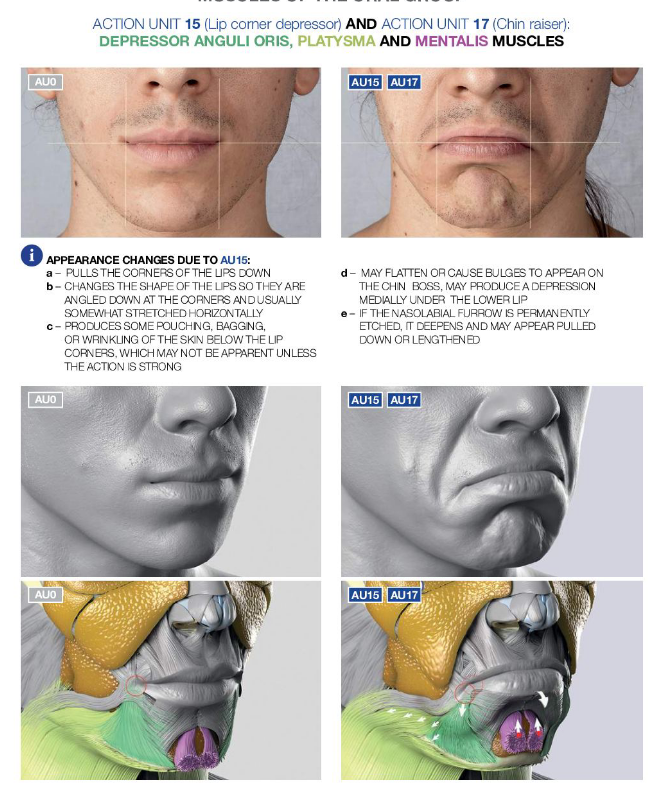 MUSCLES OF THE ORAL GROUP
ACTION UNIT 15 (Lip corner depressor) AND ACTION UNIT 17 (Chin raiser):
DEPRESSOR ANGULI ORIS, PLATYSMA AND MENTALIS MUSCLES
AU0
AU15 AU17
i
APPEARANCE CHANGES DUE TO AU15:
a – PULLS THE CORNERS OF THE LIPS DOWN
b – CHANGES THE SHAPE OF THE LIPS SO THEY ARE
ANGLED DOWN AT THE CORNERS AND USUALLY
SOMEWHAT STRETCHED HORIZONTALLY
c – PRODUCES SOME POUCHING, BAGGING,
OR WRINKLING OF THE SKIN BELOW THE LIP
CORNERS, WHICH MAY NOT BE APPARENT UNLESS
THE ACTION IS STRONG
d – MAY FLATTEN OR CAUSE BULGES TO APPEAR ON
THE CHIN BOSS, MAY PRODUCE A DEPRESSION
MEDIALLY UNDER THE LOWER LIP
e – IF THE NASOLABIAL FURROW IS PERMANENTLY
ETCHED, IT DEEPENS AND MAY APPEAR PULLED
DOWN OR LENGTHENED
AU0
AU15 AU17
AU0
AU15 AU17